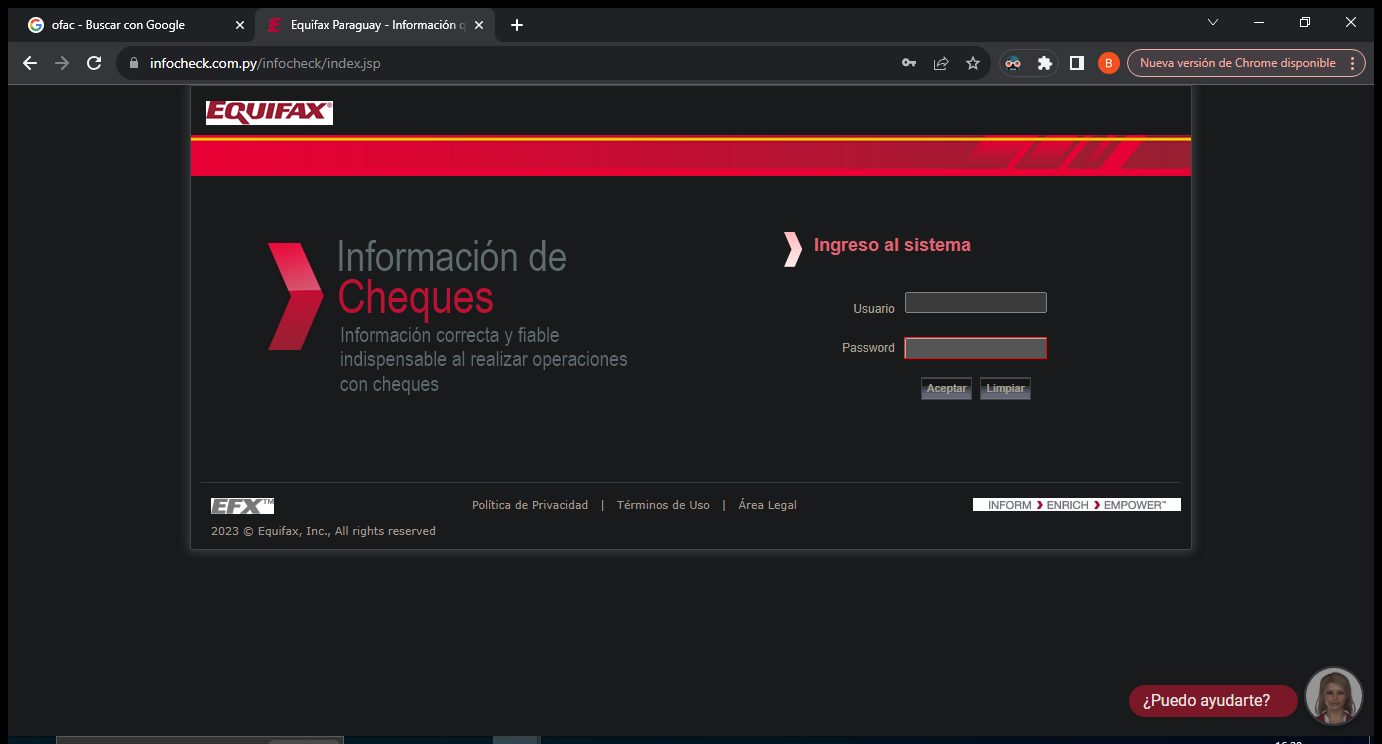 ofac - Buscar con Google
Equifax Paraguay - Información q
infocheck.com.py/infocheck/index.jsp
B
Nueva versión de Chrome disponible
EQUIFAX®
Información de
Cheques
Información correcta y fiable
indispensable al realizar operaciones
con cheques
Ingreso al sistema
Usuario
Password
Aceptar Limpiar
EFX™
Política de Privacidad | Términos de Uso | Área Legal
INFORM ❯ ENRICH ❯ EMPOWER™
2023 © Equifax, Inc., All rights reserved
¿Puedo ayudarte?